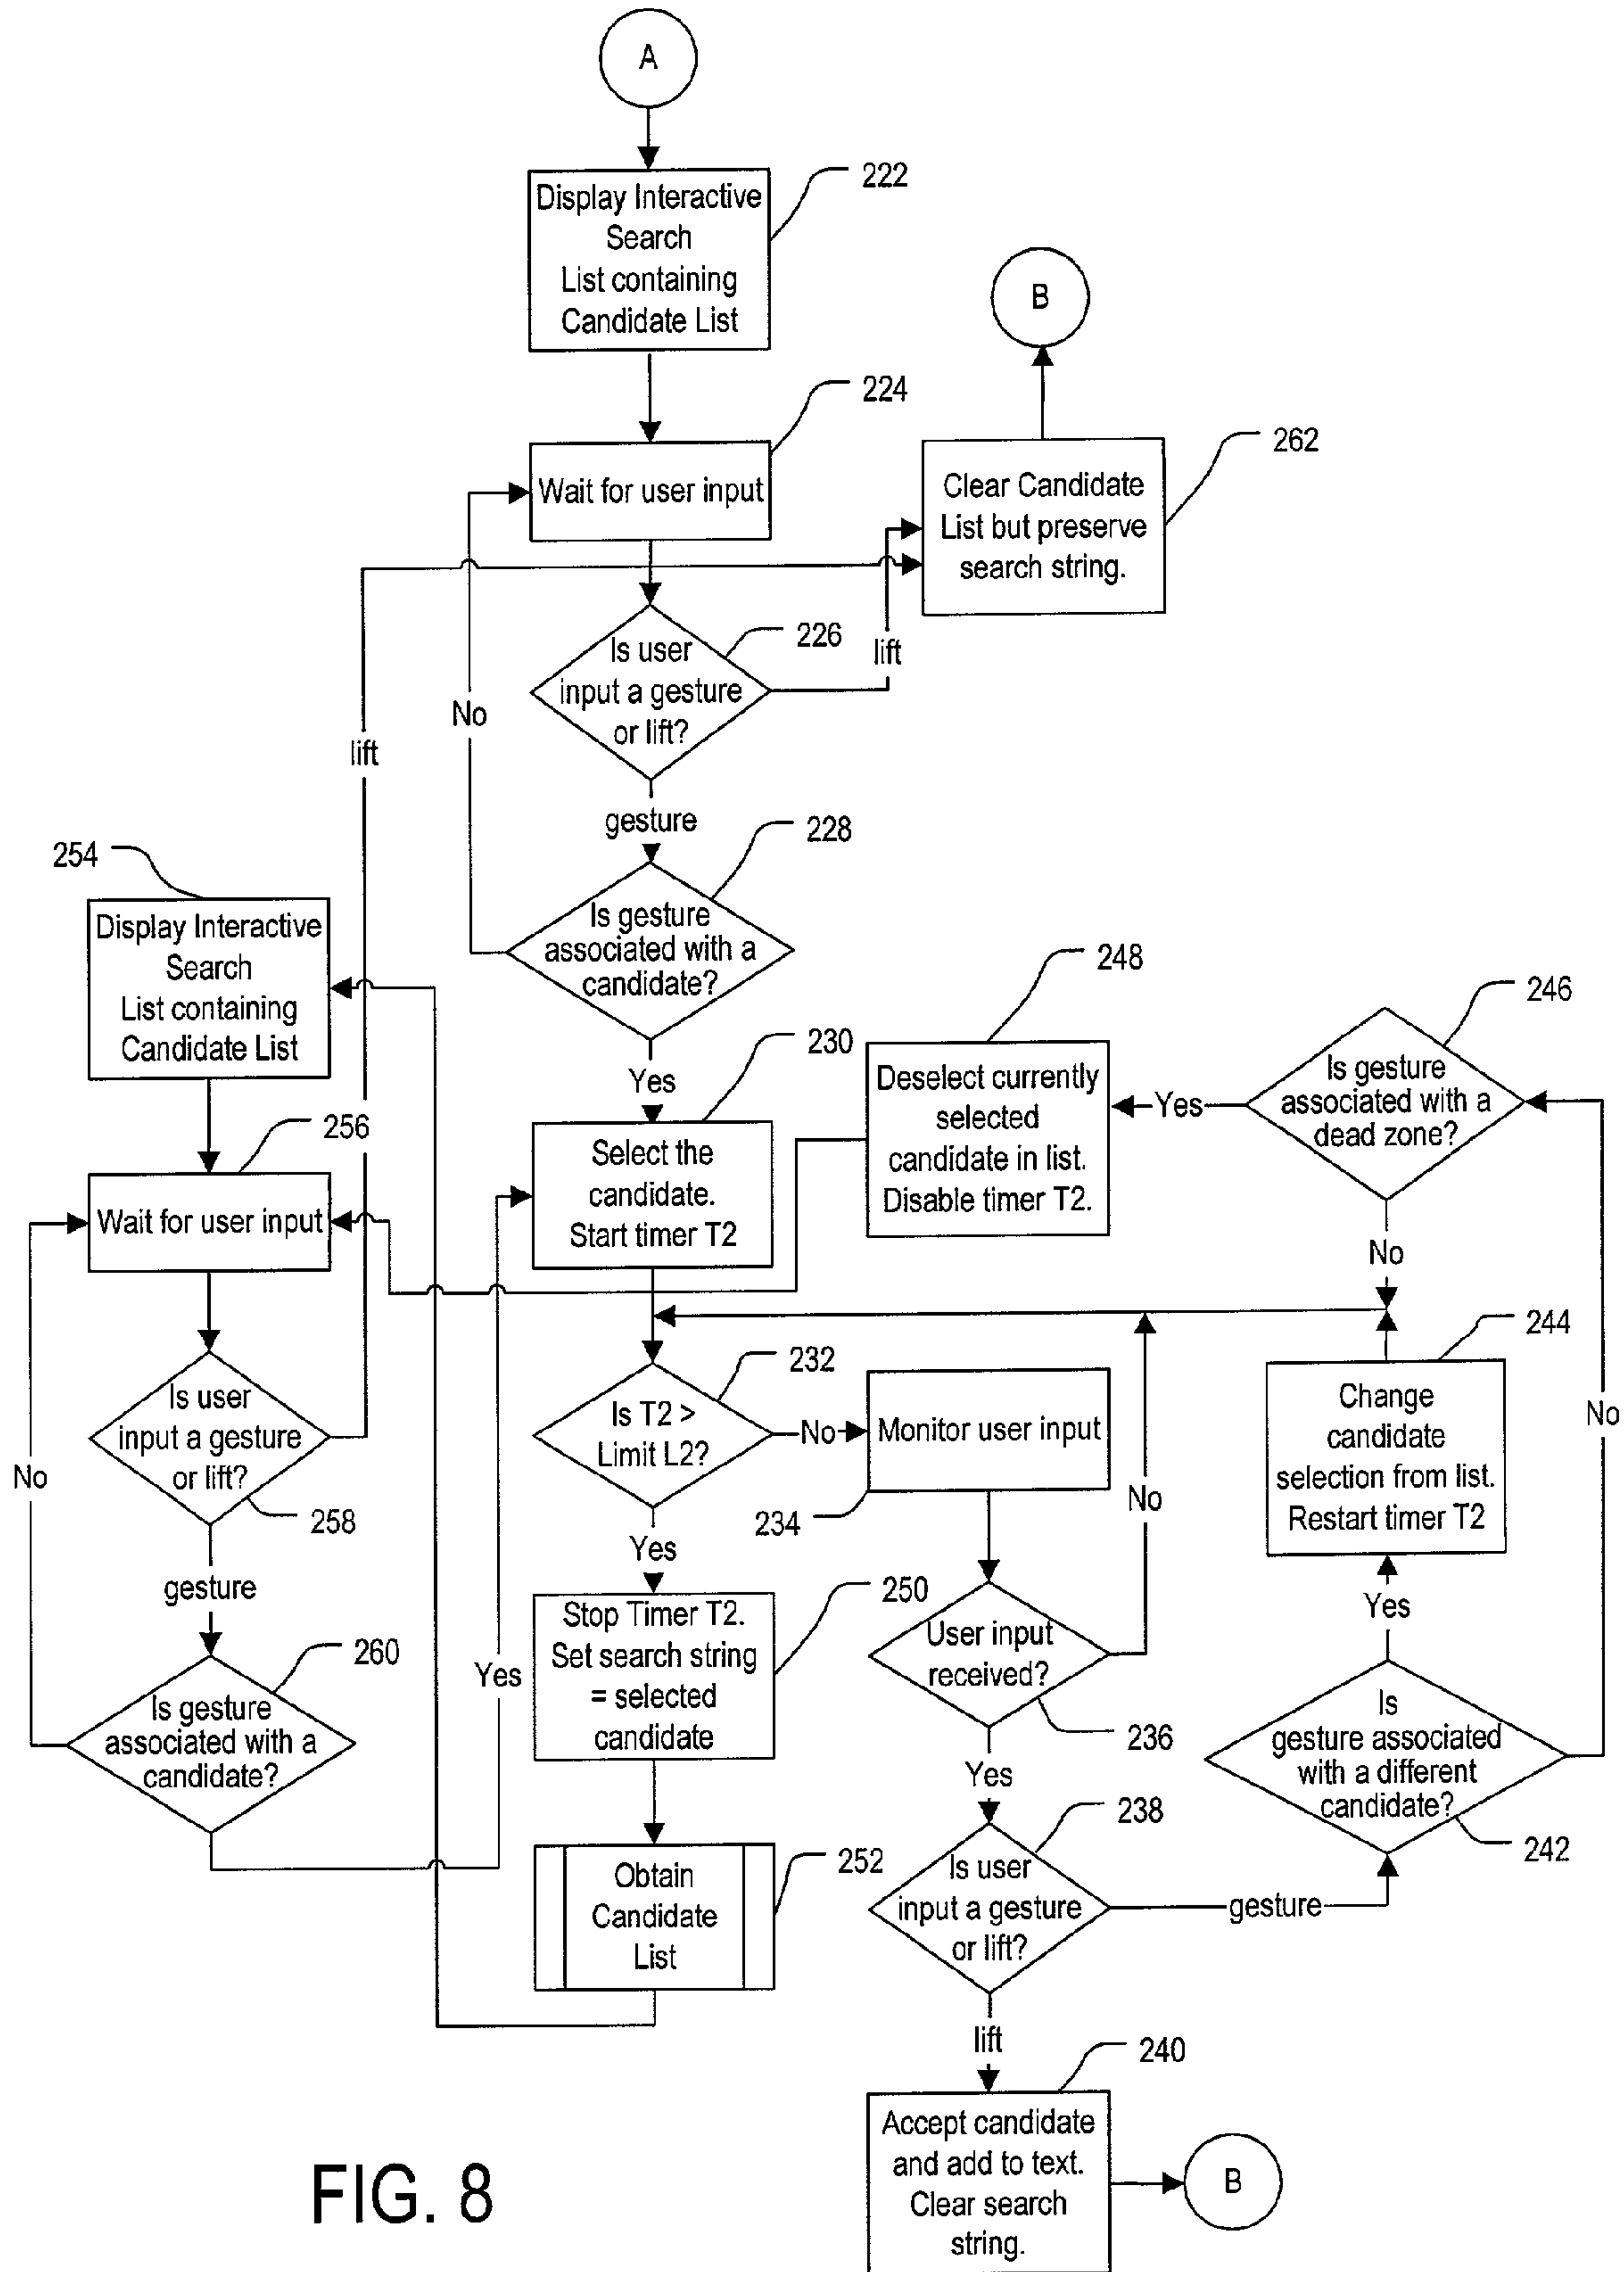 A
Display Interactive
Search
List containing
Candidate List
222
B
224
Wait for user input
262
Clear Candidate
List but preserve
search string.
226
Is user
input a gesture
or lift?
lift
No
lift
gesture
228
Is gesture
associated with a
candidate?
254
Display Interactive
Search
List containing
Candidate List
Yes
230
Select the
candidate.
Start timer T2
248
Deselect currently
selected
candidate in list.
Disable timer T2.
Yes
246
Is gesture
associated with a
dead zone?
No
256
Wait for user input
244
Change
candidate
selection from list.
Restart timer T2
No
232
Is T2 >
Limit L2?
No
Monitor user input
234
No
Is user
input a gesture
or lift?
258
No
gesture
Yes
250
Stop Timer T2.
Set search string
= selected
candidate
User input
received?
236
Yes
Yes
260
Is gesture
associated with a
candidate?
Yes
Is
gesture associated
with a different
candidate?
242
238
Is user
input a gesture
or lift?
gesture
252
Obtain
Candidate
List
lift
240
Accept candidate
and add to text.
Clear search
string.
B
FIG. 8